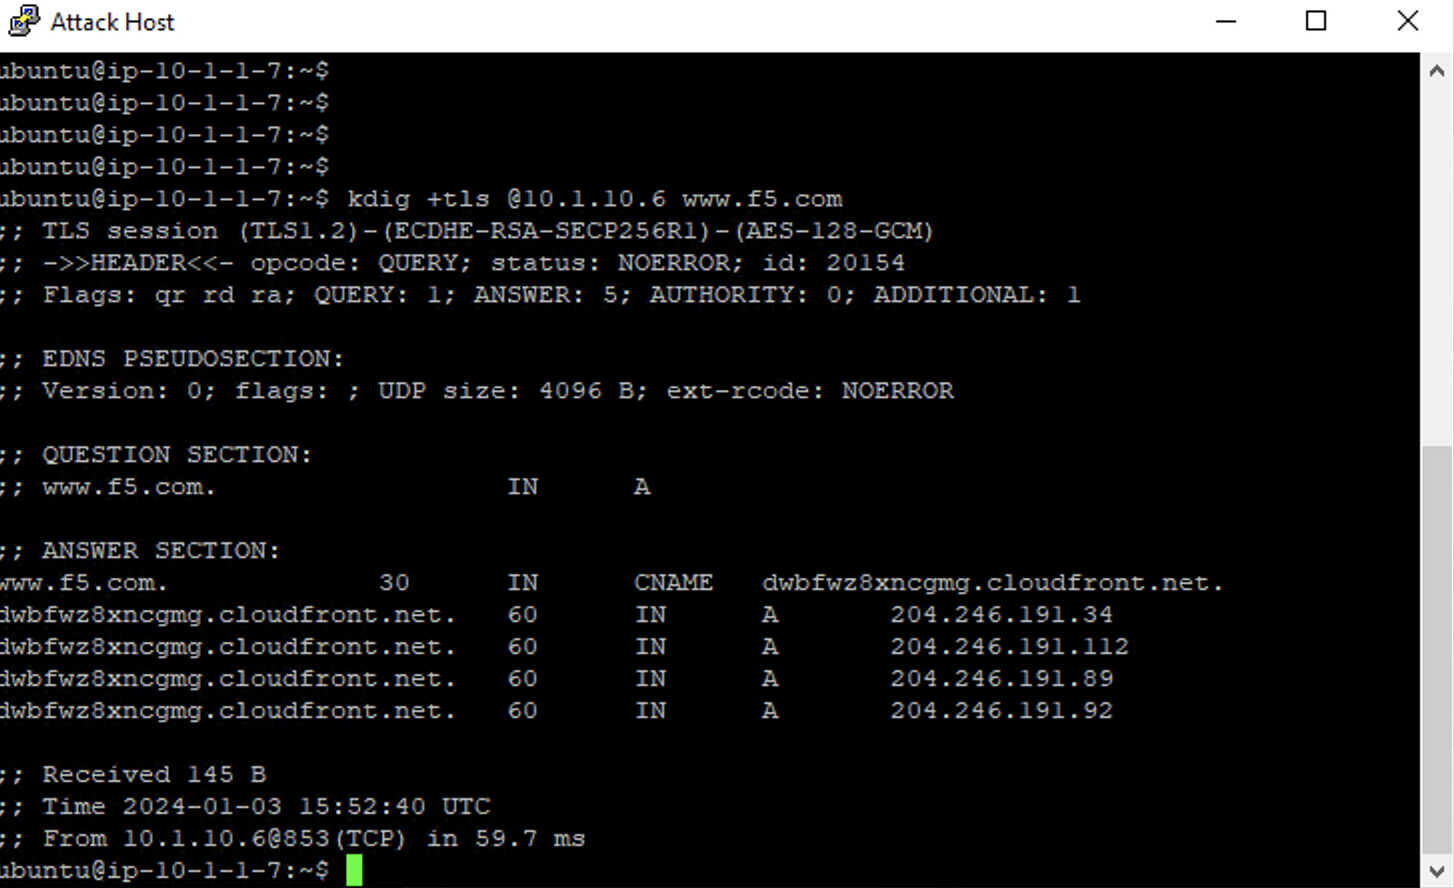 Attack Host
ubuntu@ip-10-1-1-7:~$
ubuntu@ip-10-1-1-7:~$
ubuntu@ip-10-1-1-7:~$
ubuntu@ip-10-1-1-7:~$
ubuntu@ip-10-1-1-7:~$ kdig +tls @10.1.10.6 www.f5.com
;; TLS session (TLS1.2)-(ECDHE-RSA-SECP256R1)-(AES-128-GCM)
;; ->>HEADER<<- opcode: QUERY; status: NOERROR; id: 20154
;; Flags: qr rd ra; QUERY: 1; ANSWER: 5; AUTHORITY: 0; ADDITIONAL: 1
;; EDNS PSEUDOSECTION:
;; Version: 0; flags: ; UDP size: 4096 B; ext-rcode: NOERROR
;; QUESTION SECTION:
;; www.f5.com. IN A
;; ANSWER SECTION:
www.f5.com. 30 IN CNAME dwbfwz8xncgmg.cloudfront.net.
dwbfwz8xncgmg.cloudfront.net. 60 IN A 204.246.191.34
dwbfwz8xncgmg.cloudfront.net. 60 IN A 204.246.191.112
dwbfwz8xncgmg.cloudfront.net. 60 IN A 204.246.191.89
dwbfwz8xncgmg.cloudfront.net. 60 IN A 204.246.191.92
;; Received 145 B
;; Time 2024-01-03 15:52:40 UTC
;; From 10.1.10.6@853(TCP) in 59.7 ms
ubuntu@ip-10-1-1-7:~$